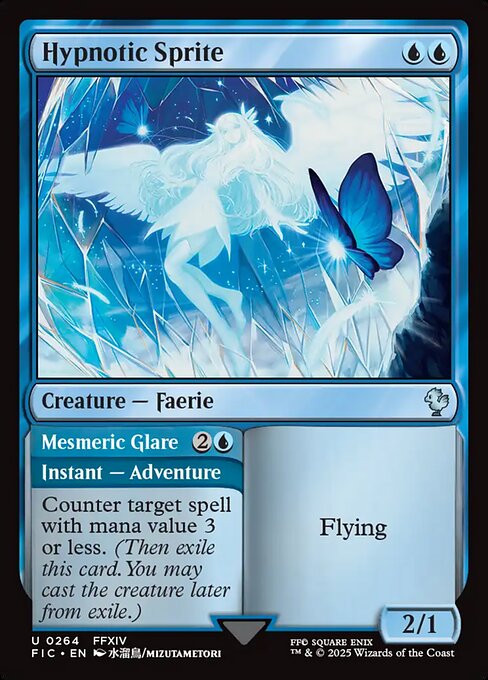 Hypnotic Sprite
Creature — Faerie
Mesmeric Glare 2
Instant — Adventure
Counter target spell
with mana value 3
or less. (Then exile
this card. You may
cast the creature later
from exile.)
Flying
2/1
U 0264 FFXIV
FIC • EN 水溜鳥/MIZUTAMETORI
FF© SQUARE ENIX
™ & © 2025 Wizards of the Coast